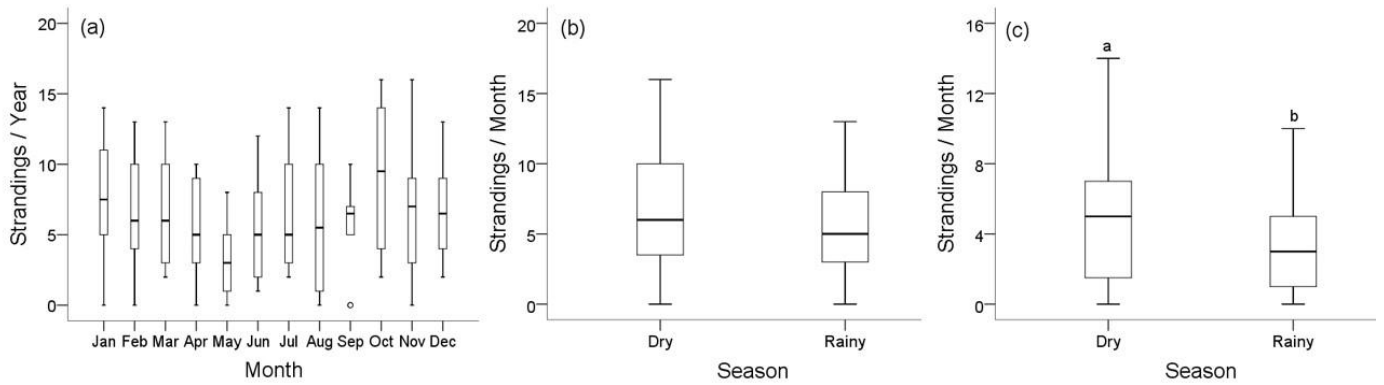 (a)
Strandings / Year
20
15
10
5
0
Jan Feb Mar Apr May Jun Jul Aug Sep Oct Nov Dec
Month
(b)
Strandings / Month
20
15
10
5
0
Dry Rainy
Season
(c)
Strandings / Month
16
12
8
4
0
a
b
Dry Rainy
Season